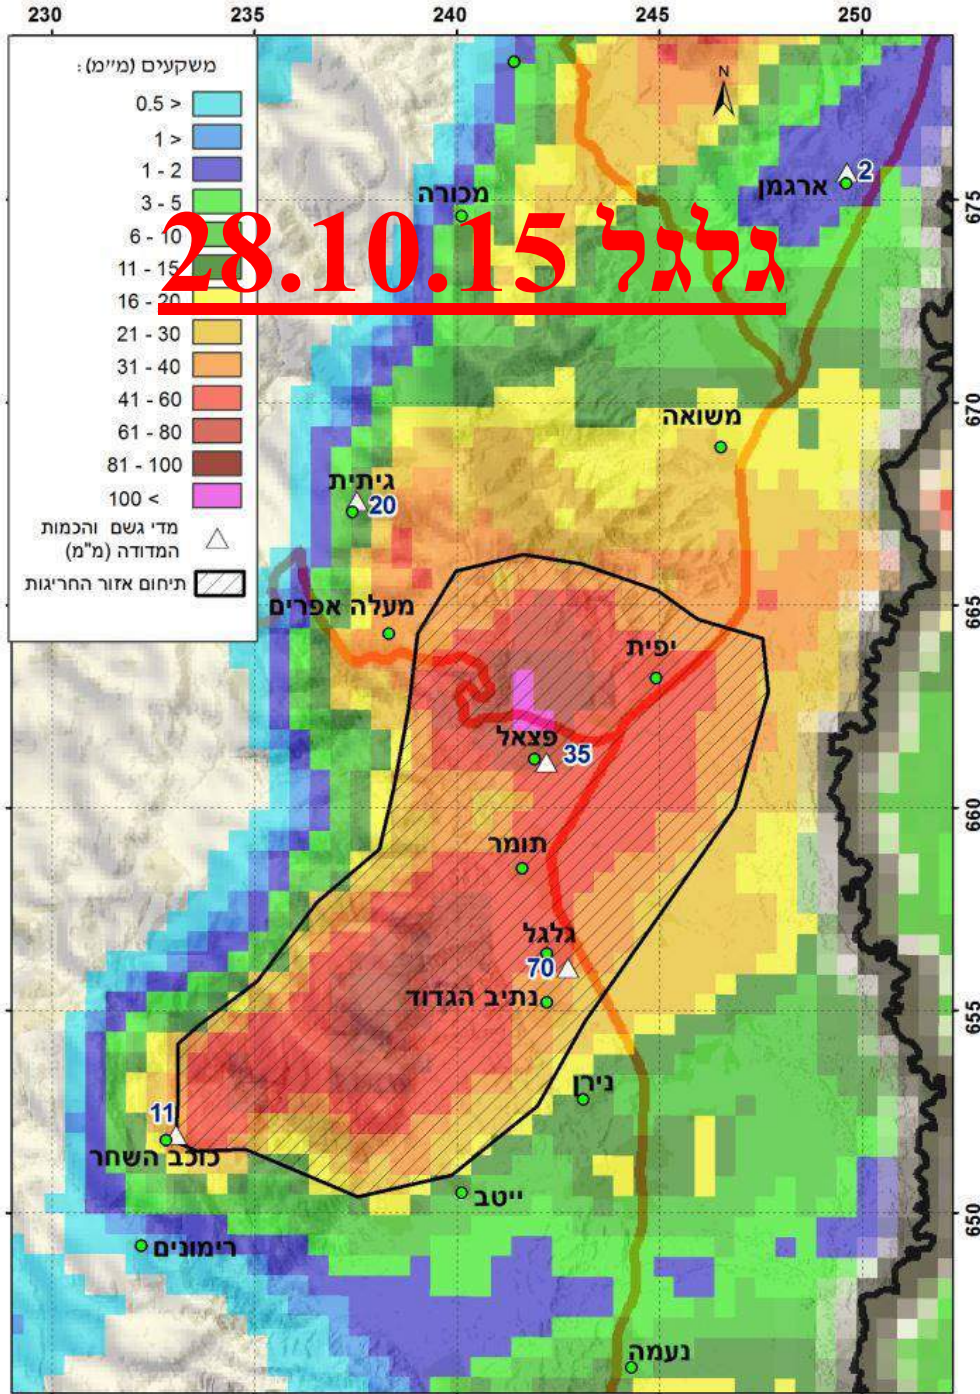 230 235 240 245 250
משקעים (מ״מ):
0.5 >
1 >
1 - 2
3 - 5
6 - 10
11 - 15
16 - 20
21 - 30
31 - 40
41 - 60
61 - 80
81 - 100
100 <
מדי גשם והכמות
המדודה (מ"מ)
תיחום אזור החריגות
N
ארגמן 2
מכורה
675
גלגל 28.10.15
670
משואה
גיתית
20
665
מעלה אפרים
יפית
פצאל
35
660
תומר
גלגל
70
נתיב הגדוד
655
נירן
11
כוכב השחר
ייטב
650
רימונים
נעמה